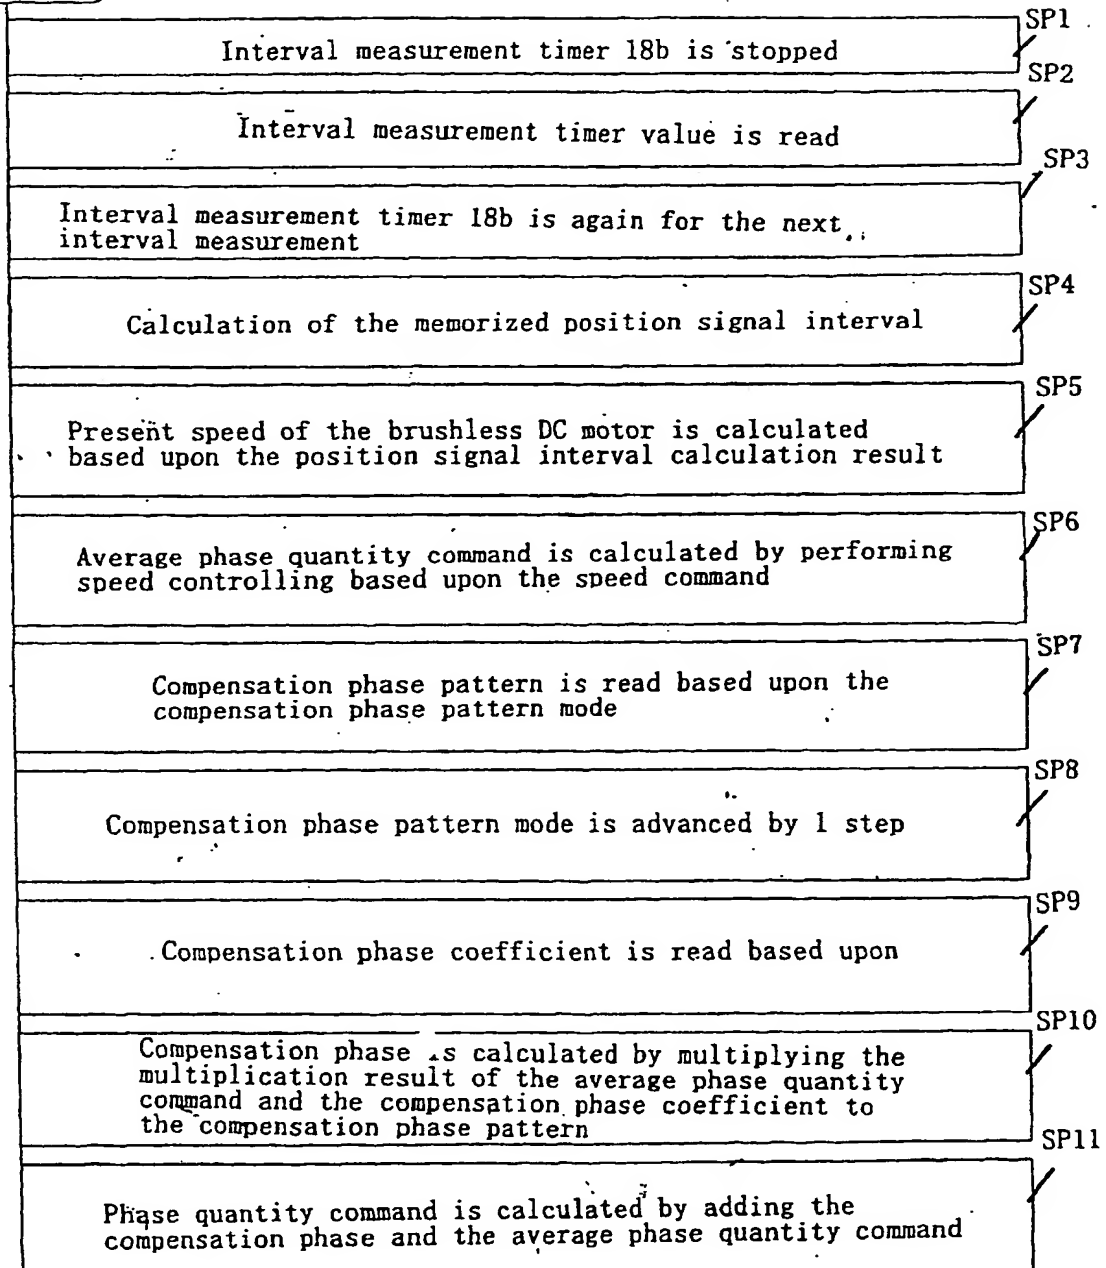 SP1
Interval measurement timer 18b is stopped
SP2
Interval measurement timer value is read
SP3
Interval measurement timer 18b is again for the next
interval measurement
SP4
Calculation of the memorized position signal interval
SP5
Present speed of the brushless DC motor is calculated
based upon the position signal interval calculation result
SP6
Average phase quantity command is calculated by performing
speed controlling based upon the speed command
SP7
Compensation phase pattern is read based upon the
compensation phase pattern mode
SP8
Compensation phase pattern mode is advanced by 1 step
SP9
Compensation phase coefficient is read based upon
SP10
Compensation phase is calculated by multiplying the
multiplication result of the average phase quantity
command and the compensation phase coefficient to
the compensation phase pattern
SP11
Phase quantity command is calculated by adding the
compensation phase and the average phase quantity command